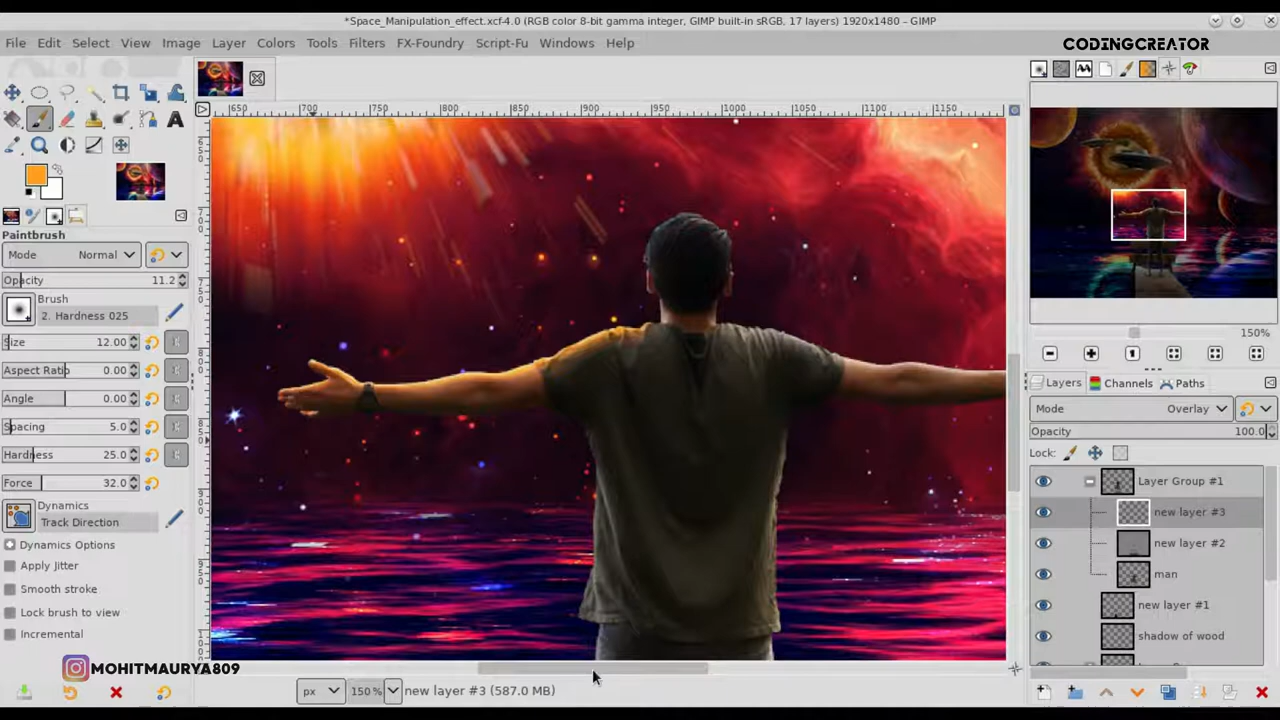 *Space_Manipulation_effect.xcf-4.0 (RGB color 8-bit gamma integer, GIMP built-in sRGB, 17 layers) 1920x1480 – GIMP
File Edit Select View Image Layer Colors Tools Filters FX-Foundry Script-Fu Windows Help
CODINGCREATOR
650 700 750 800 850 900 950 1000 1050 1100 1150
Paintbrush
Mode Normal
Opacity 11.2
Brush
2. Hardness 025
Size 12.00
Aspect Ratio 0.00
Angle 0.00
Spacing 5.0
Hardness 25.0
Force 32.0
Dynamics
Track Direction
Dynamics Options
Apply Jitter
Smooth stroke
Lock brush to view
Incremental
MOHITMAURYA809
px 150 % new layer #3 (587.0 MB)
150%
Layers Channels Paths
Mode Overlay
Opacity 100.0
Lock:
Layer Group #1
new layer #3
new layer #2
man
new layer #1
shadow of wood